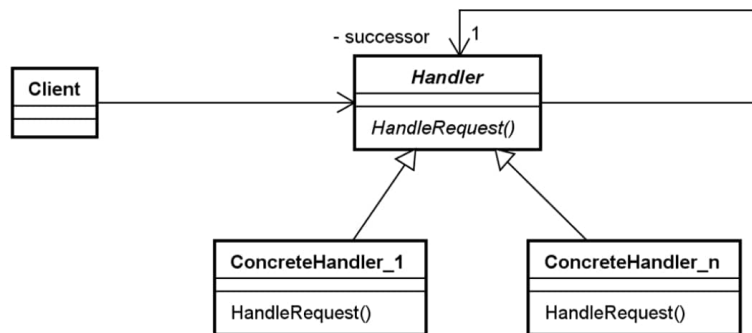 - successor
1
Client
Handler
HandleRequest()
ConcreteHandler_1
HandleRequest()
ConcreteHandler_n
HandleRequest()